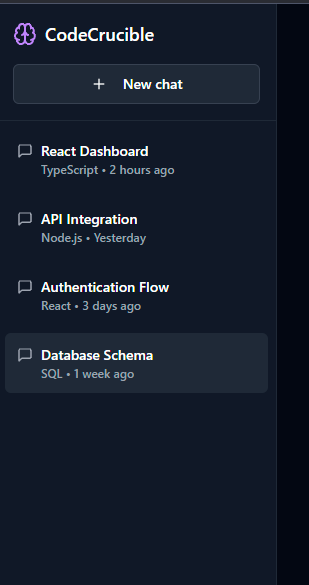 CodeCrucible
+ New chat
React Dashboard
TypeScript • 2 hours ago
API Integration
Node.js • Yesterday
Authentication Flow
React • 3 days ago
Database Schema
SQL • 1 week ago